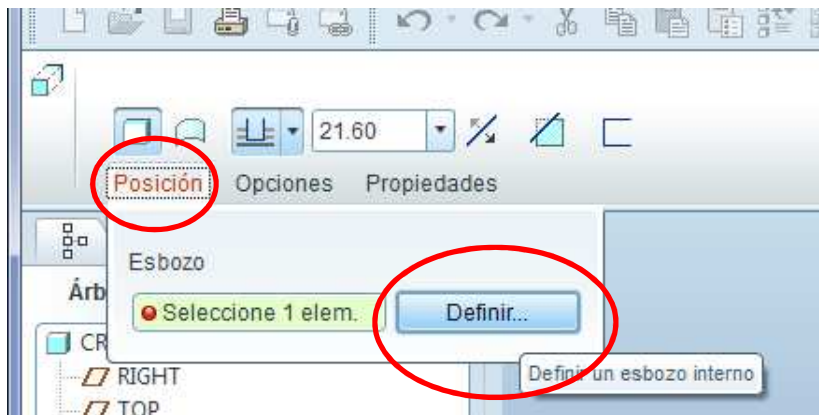 21.60
Posición Opciones Propiedades
Esbozo
Árb
Seleccione 1 elem. Definir...
CR
RIGHT
Definir un esbozo interno
TOP